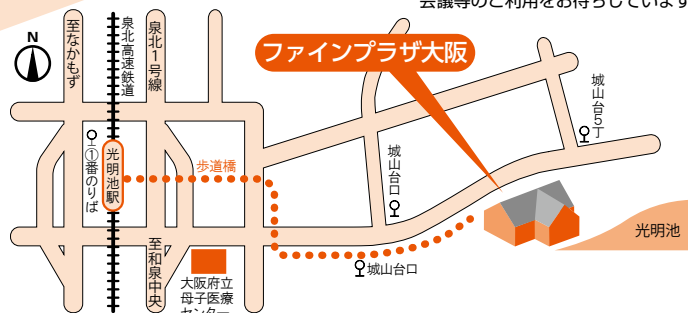 会議等のご利用をお待ちしています
N
至なかもず
泉北高速鉄道
泉北1号線
ファインプラザ大阪
城山台5丁
①番のりば
光明池駅
歩道橋
城山台口
光明池
至和泉中央
城山台口
大阪府立
母子医療
センター